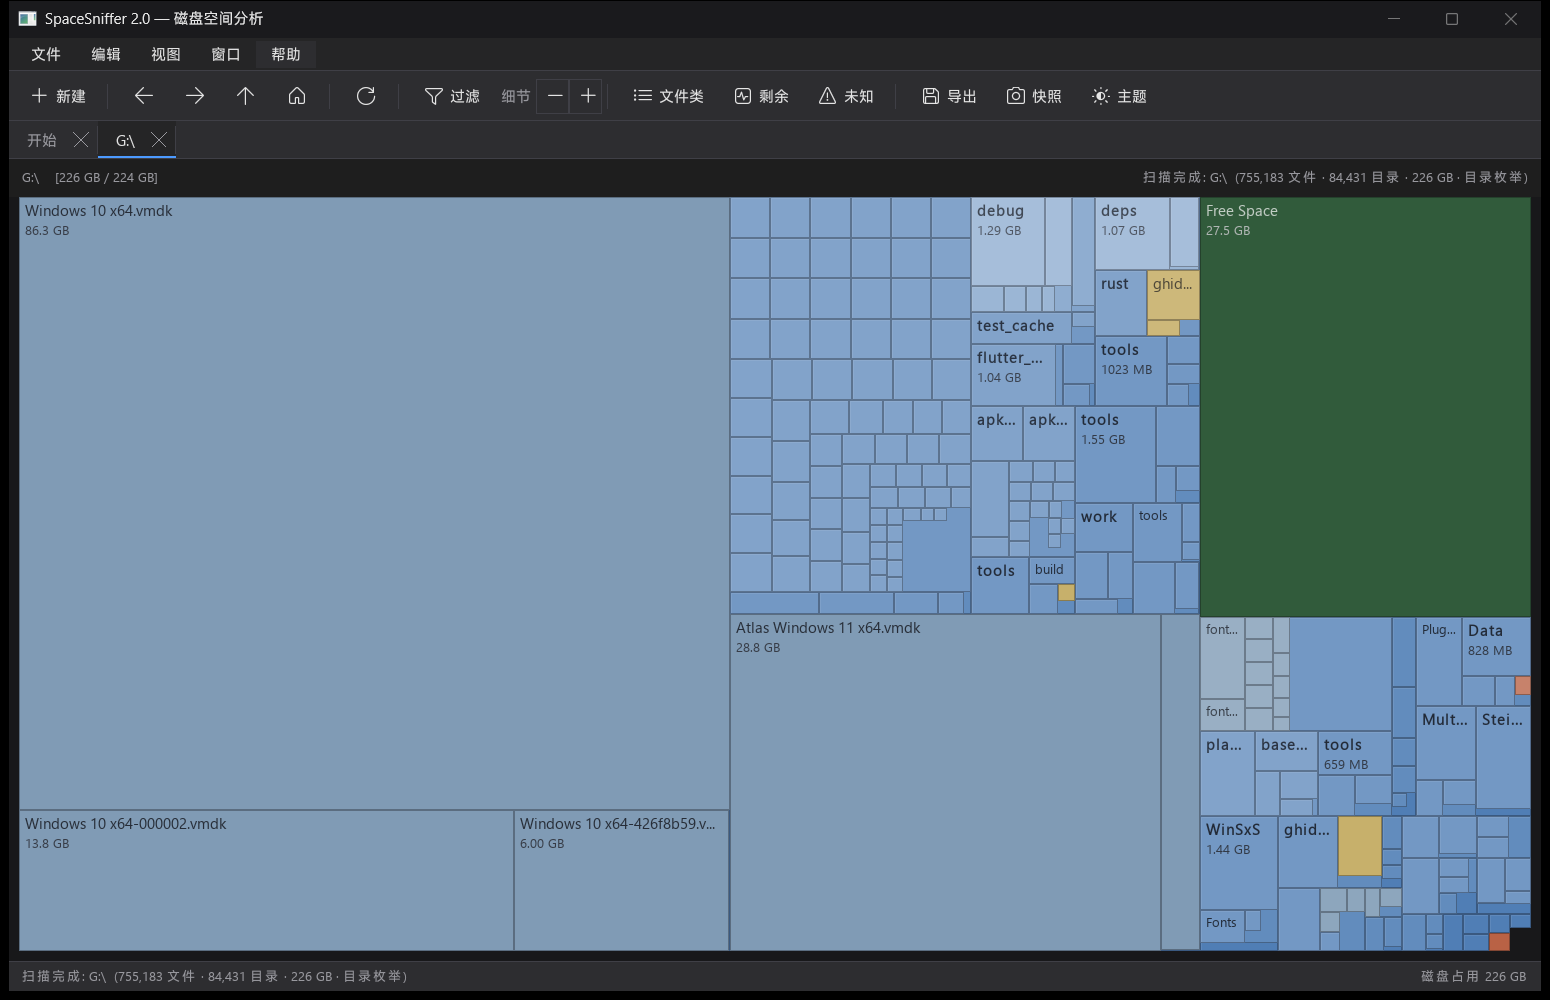 SpaceSniffer 2.0 — 磁盘空间分析
文件 编辑 视图 窗口 帮助
新建 过滤 细节 文件类 剩余 未知 导出 快照 主题
开始 G:\
G:\ [226 GB / 224 GB] 扫描完成: G:\ (755,183 文件 · 84,431 目录 · 226 GB · 目录枚举)
Windows 10 x64.vmdk
86.3 GB
Windows 10 x64-000002.vmdk
13.8 GB
Windows 10 x64-426f8b59.v...
6.00 GB
debug
1.29 GB
deps
1.07 GB
rust
ghid...
test_cache
flutter_...
1.04 GB
tools
1023 MB
apk...
apk...
tools
1.55 GB
work
tools
tools
build
Atlas Windows 11 x64.vmdk
28.8 GB
Free Space
27.5 GB
font...
font...
Plug...
Data
828 MB
Mult...
Stei...
pla...
base...
tools
659 MB
WinSxS
1.44 GB
ghid...
Fonts
扫描完成: G:\ (755,183 文件 · 84,431 目录 · 226 GB · 目录枚举) 磁盘占用 226 GB